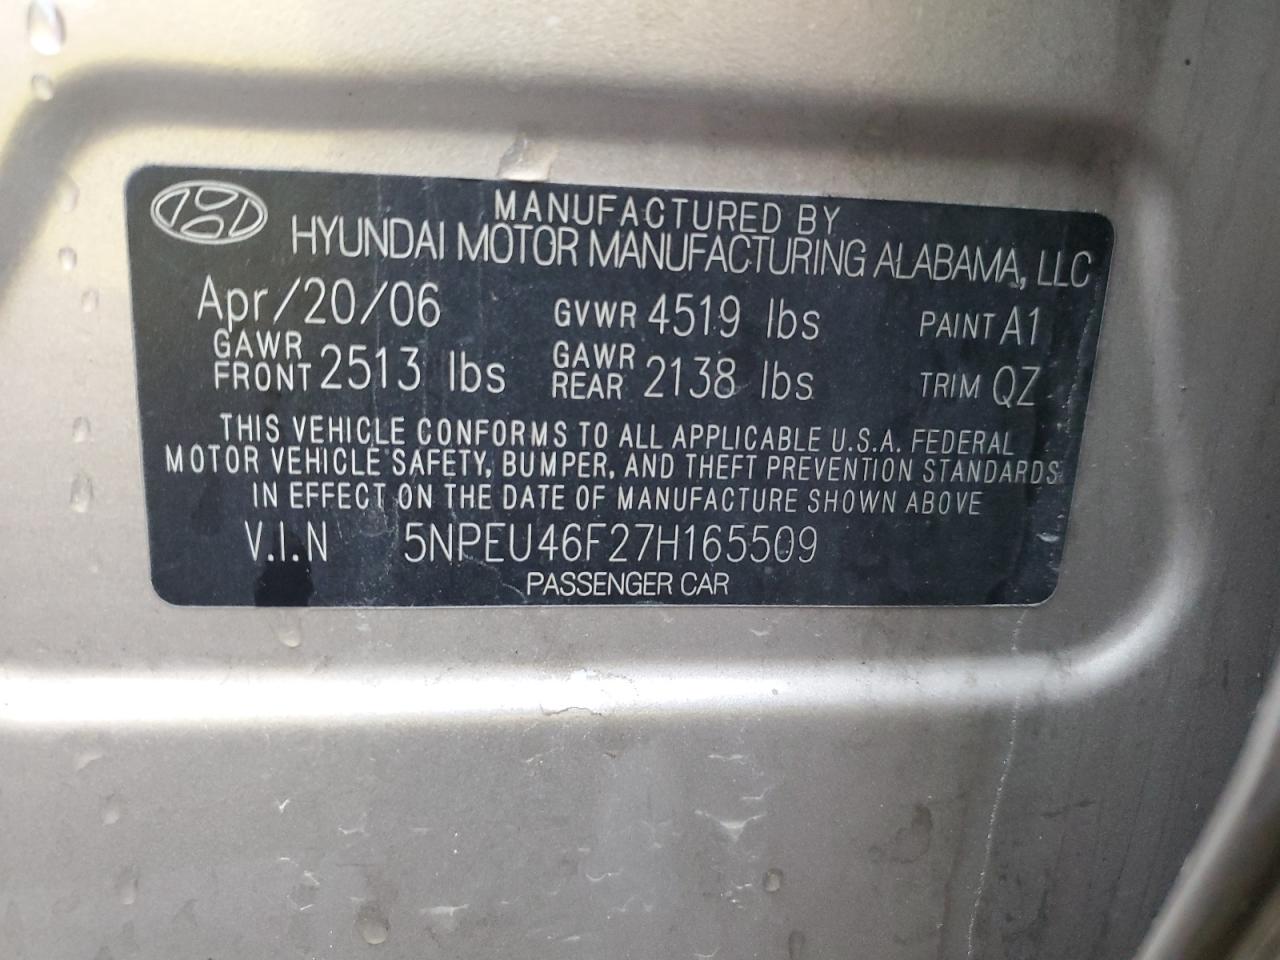 MANUFACTURED BY
HYUNDAI MOTOR MANUFACTURING ALABAMA, LLC
Apr/20/06 GVWR 4519 lbs PAINT A1
GAWR FRONT 2513 lbs GAWR REAR 2138 lbs TRIM QZ
THIS VEHICLE CONFORMS TO ALL APPLICABLE U.S.A. FEDERAL
MOTOR VEHICLE SAFETY, BUMPER, AND THEFT PREVENTION STANDARDS
IN EFFECT ON THE DATE OF MANUFACTURE SHOWN ABOVE
V.I.N 5NPEU46F27H165509
PASSENGER CAR